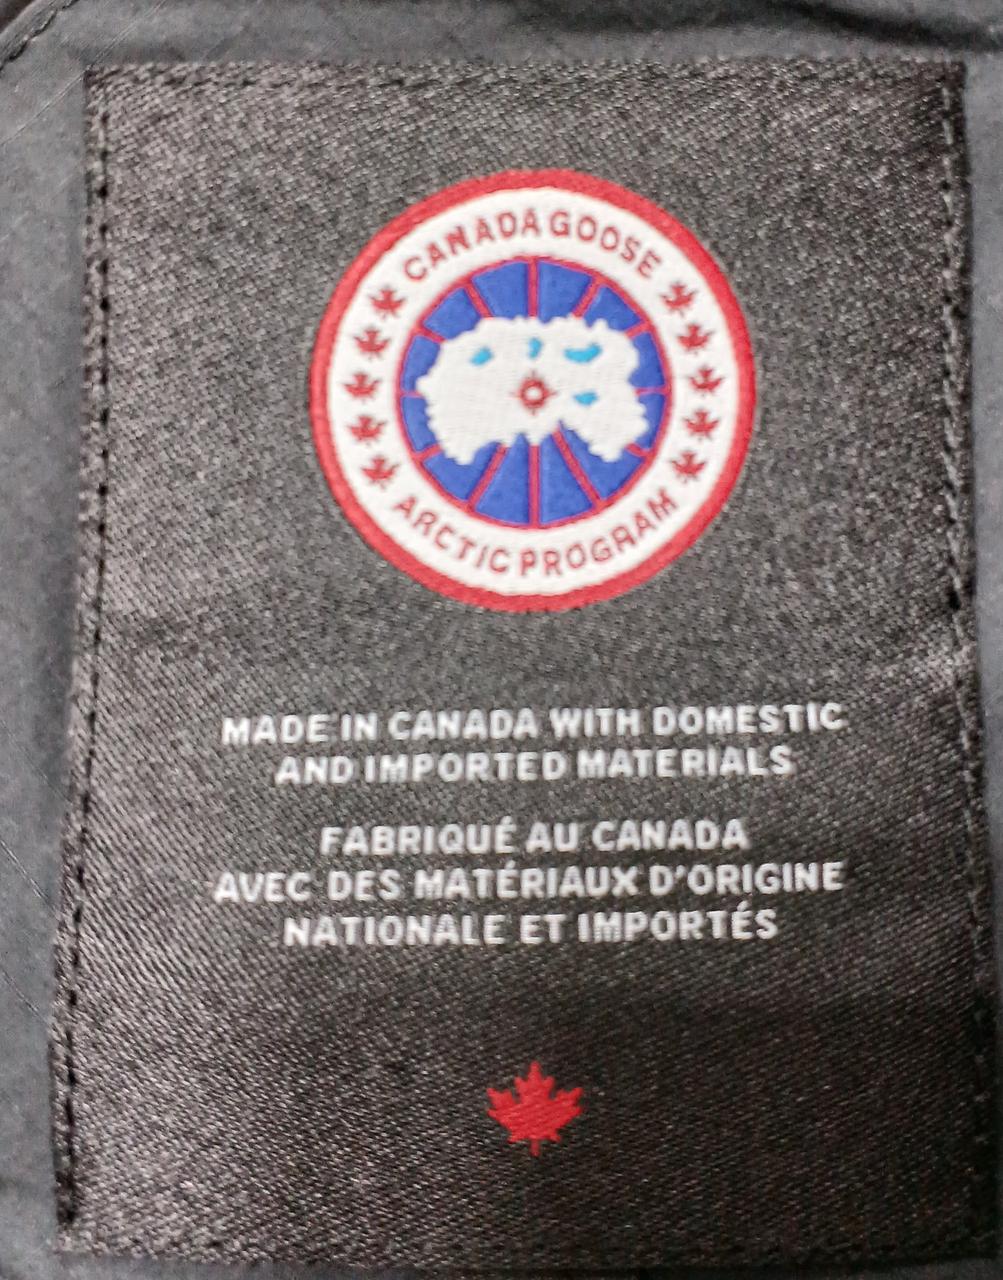 CANADA GOOSE
ARCTIC PROGRAM
MADE IN CANADA WITH DOMESTIC
AND IMPORTED MATERIALS
FABRIQUÉ AU CANADA
AVEC DES MATÉRIAUX D'ORIGINE
NATIONALE ET IMPORTÉS